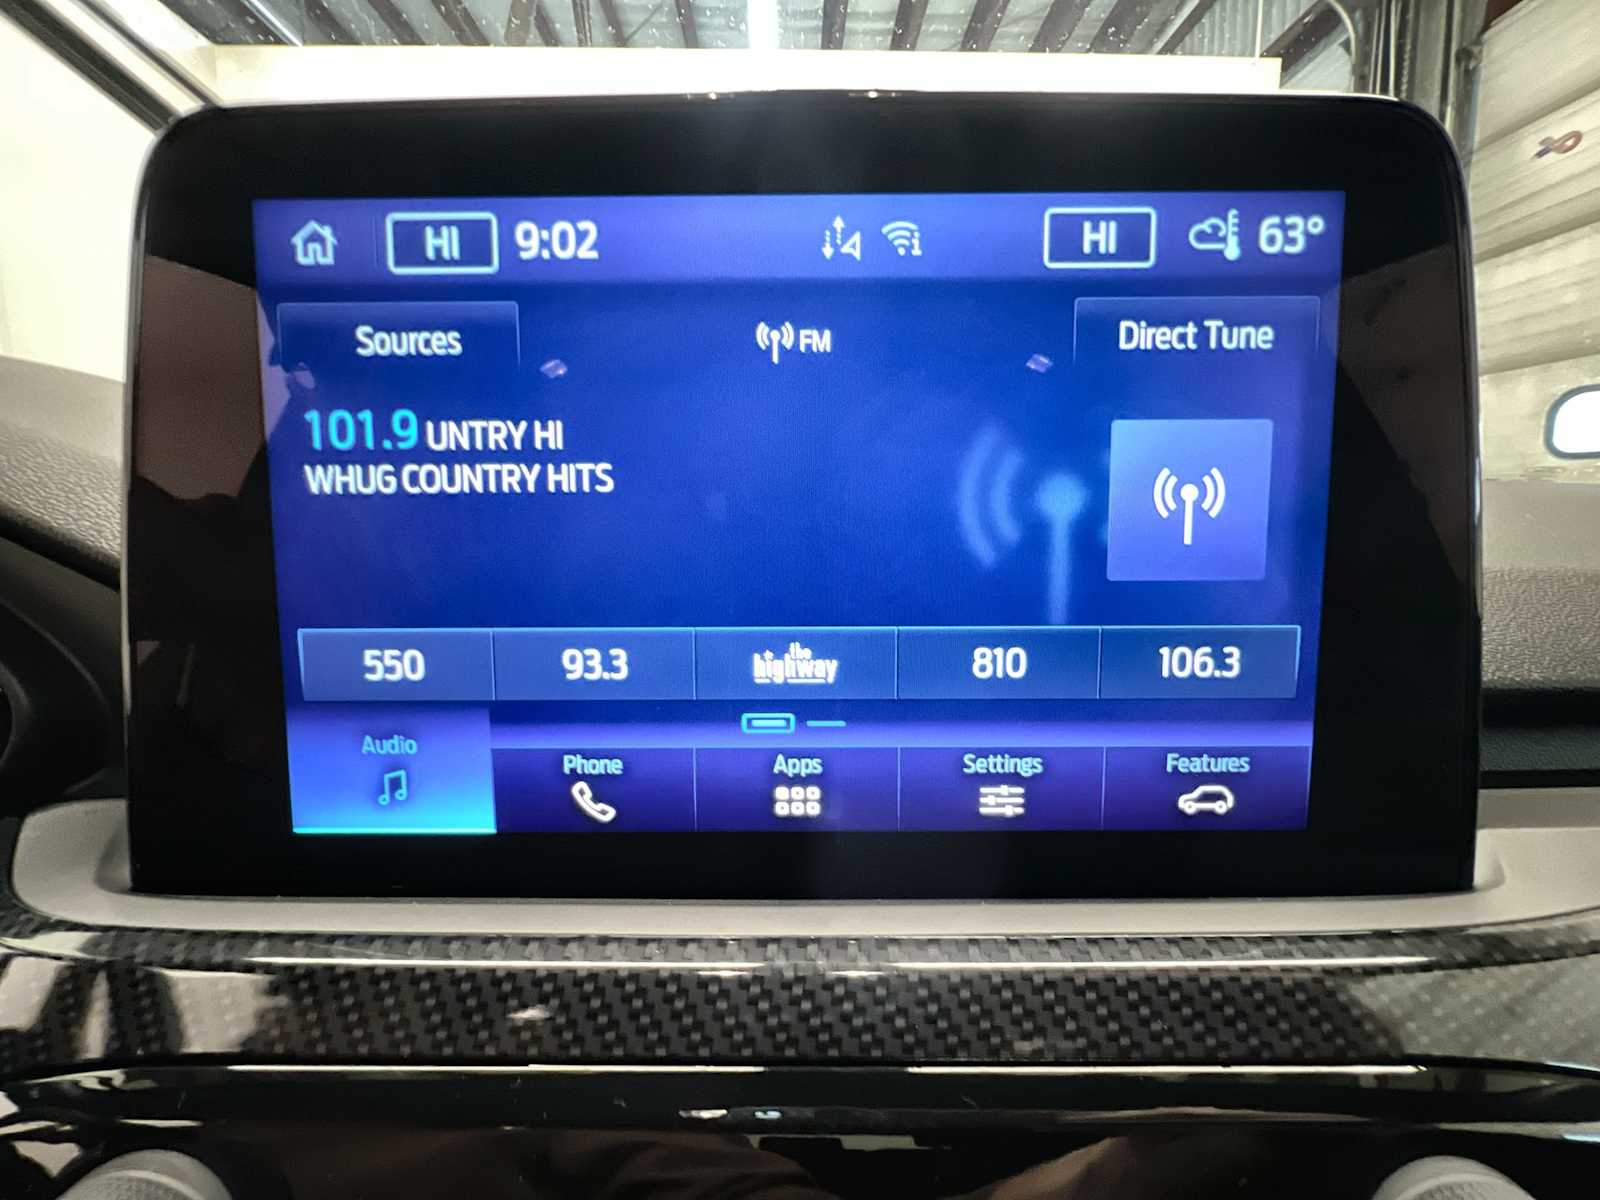 HI 9:02 HI 63°
Sources FM Direct Tune
101.9 UNTRY HI
WHUG COUNTRY HITS
550 93.3 the highway 810 106.3
Audio Phone Apps Settings Features